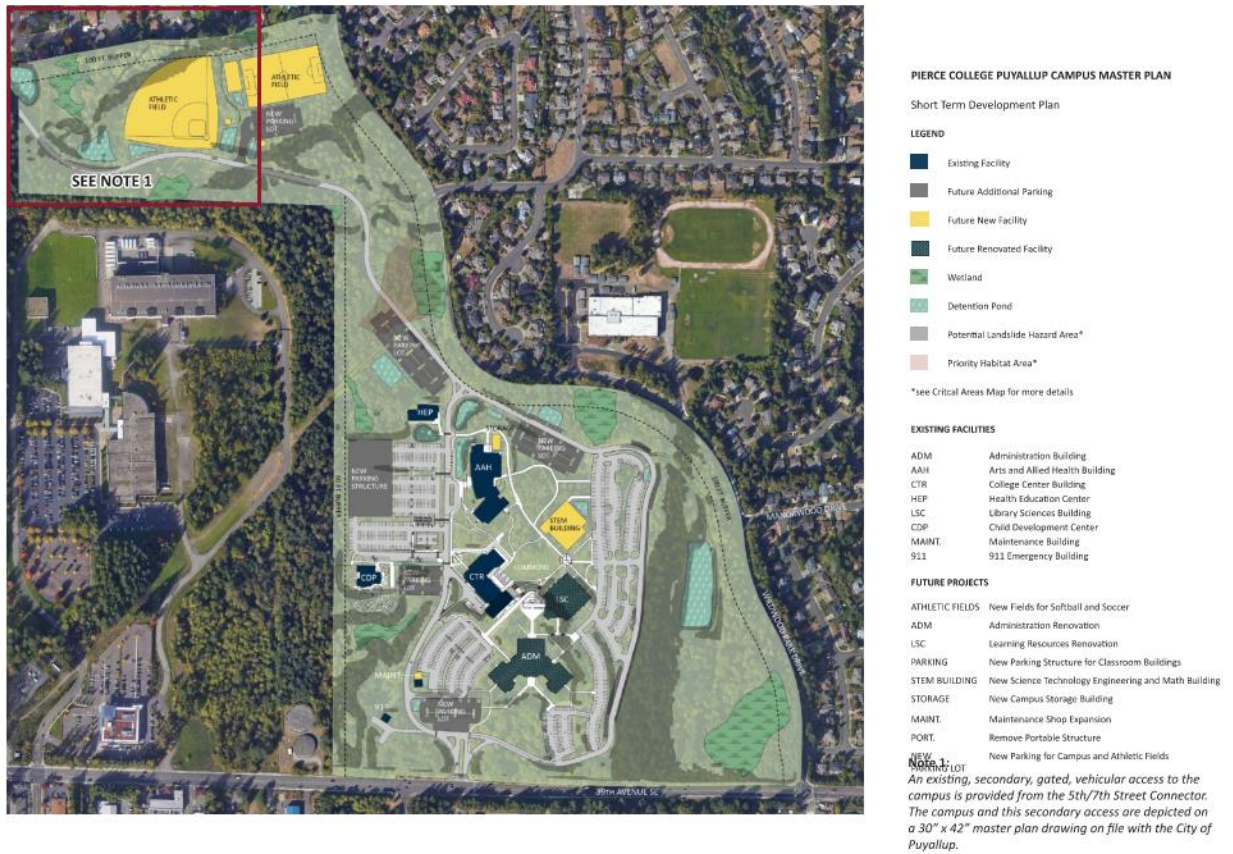 100 FT. BUFFER
ATHLETIC
FIELD
ATHLETIC
FIELD
NEW
PARKING
LOT
SEE NOTE 1
NEW
PARKING
LOT
HEP
NEW
PARKING
LOT
AAH
NEW
PARKING
STRUCTURE
STEM
BUILDING
COMMONS
MANORWOOD DRIVE
CDP
NEW
PARKING
LOT
CTR
LSC
WILDWOOD PARK DRIVE
ADM
MAINT.
911
NEW
PARKING
LOT
39TH AVENUE SE
PIERCE COLLEGE PUYALLUP CAMPUS MASTER PLAN
Short Term Development Plan
LEGEND
Existing Facility
Future Additional Parking
Future New Facility
Future Renovated Facility
Wetland
Detention Pond
Potential Landslide Hazard Area*
Priority Habitat Area*
*see Critcal Areas Map for more details
EXISTING FACILITIES
ADM Administration Building
AAH Arts and Allied Health Building
CTR College Center Building
HEP Health Education Center
LSC Library Sciences Building
CDP Child Development Center
MAINT. Maintenance Building
911 911 Emergency Building
FUTURE PROJECTS
ATHLETIC FIELDS New Fields for Softball and Soccer
ADM Administration Renovation
LSC Learning Resources Renovation
PARKING New Parking Structure for Classroom Buildings
STEM BUILDING New Science Technology Engineering and Math Building
STORAGE New Campus Storage Building
MAINT. Maintenance Shop Expansion
PORT. Remove Portable Structure
NEW PARKING LOT New Parking for Campus and Athletic Fields
Note 1:
An existing, secondary, gated, vehicular access to the
campus is provided from the 5th/7th Street Connector.
The campus and this secondary access are depicted on
a 30" x 42" master plan drawing on file with the City of
Puyallup.